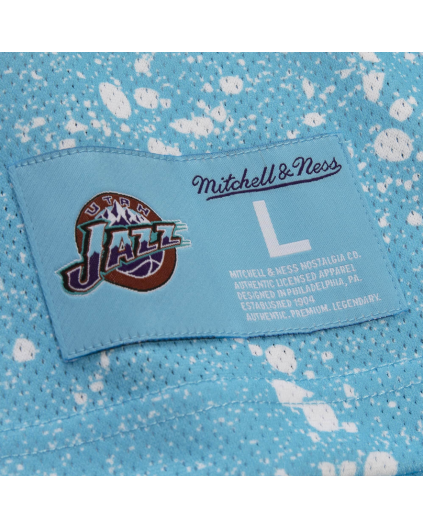 UTAH
JAZZ
Mitchell & Ness
L
MITCHELL & NESS NOSTALGIA CO.
AUTHENTIC LICENSED APPAREL
DESIGNED IN PHILADELPHIA, PA
ESTABLISHED 1904
AUTHENTIC. PREMIUM. LEGENDARY.